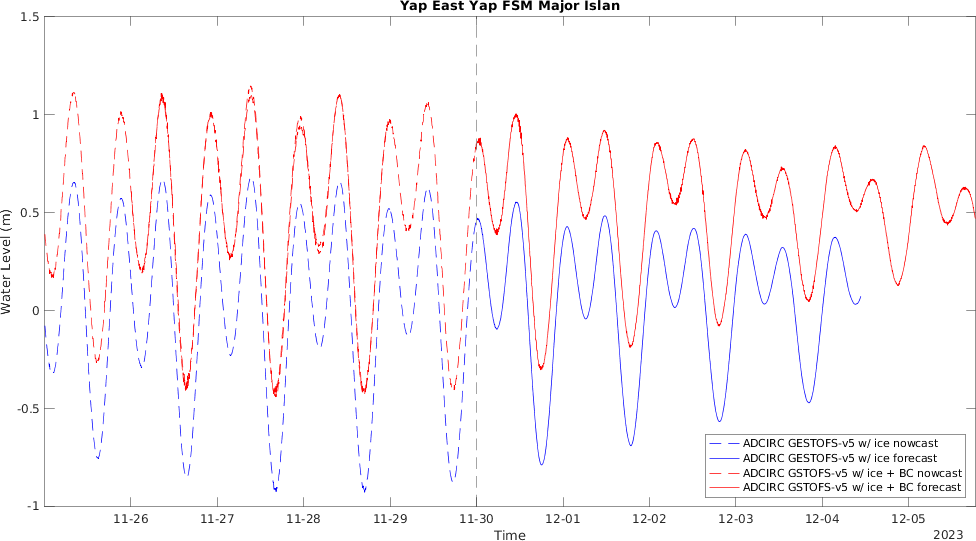 Yap East Yap FSM Major Islan
1.5
1
0.5
0
-0.5
-1
Water Level (m)
11-26
11-27
11-28
11-29
11-30
12-01
12-02
12-03
12-04
12-05
Time
2023
ADCIRC GESTOFS-v5 w/ ice nowcast
ADCIRC GESTOFS-v5 w/ ice forecast
ADCIRC GSTOFS-v5 w/ ice + BC nowcast
ADCIRC GSTOFS-v5 w/ ice + BC forecast